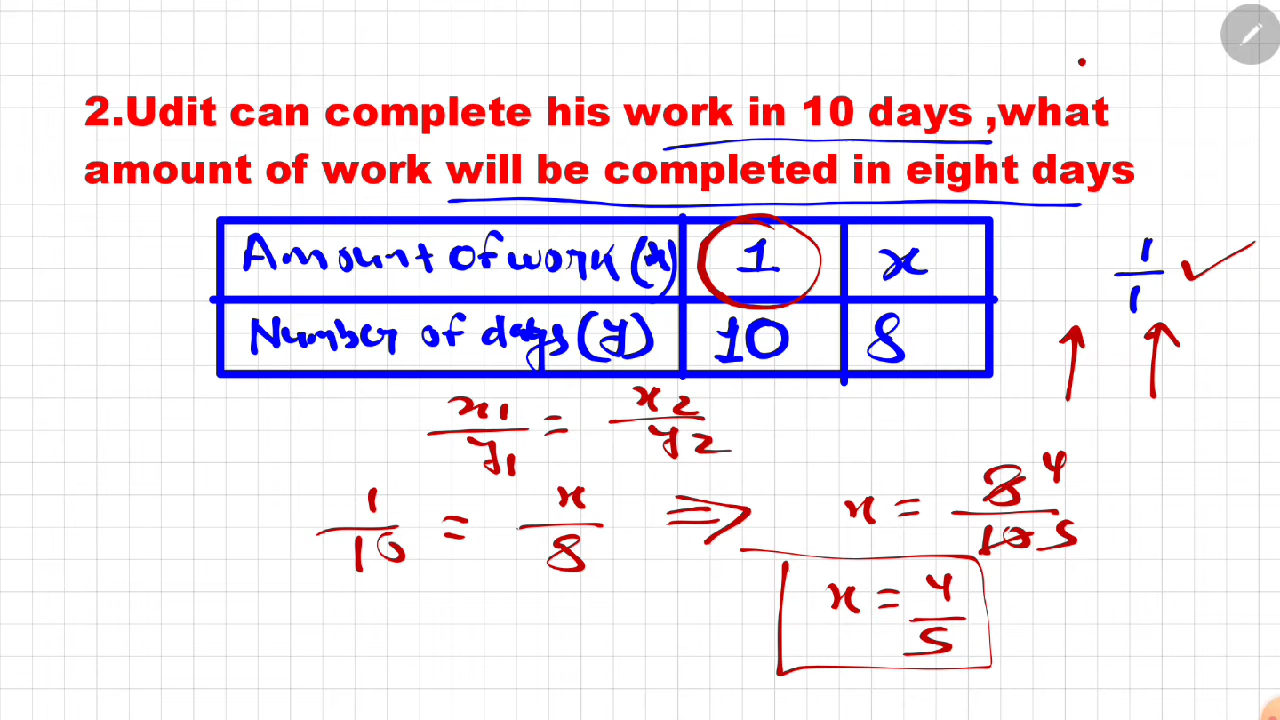 2.Udit can complete his work in 10 days ,what
amount of work will be completed in eight days
Amount of work (x) 1 x
Number of days (y) 10 8
1/1 ✓
x1/y1 = x2/y2
1/10 = x/8 ⇒ x = 8 4/10 5
x = 4/5